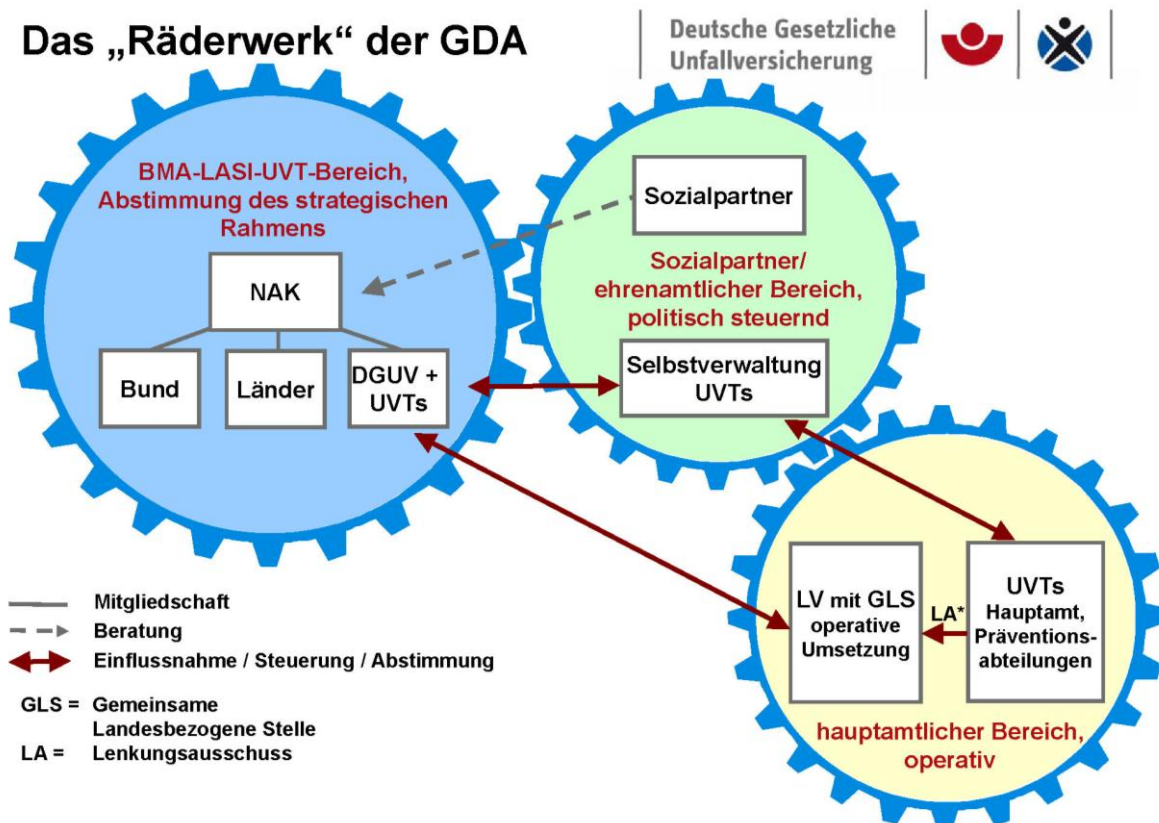 Das „Räderwerk“ der GDA
Deutsche Gesetzliche
Unfallversicherung
BMA-LASI-UVT-Bereich,
Abstimmung des strategischen
Rahmens
NAK
Bund
Länder
DGUV +
UVTs
Sozialpartner
Sozialpartner/
ehrenamtlicher Bereich,
politisch steuernd
Selbstverwaltung
UVTs
LV mit GLS
operative
Umsetzung
LA*
UVTs
Hauptamt,
Präventions-
abteilungen
hauptamtlicher Bereich,
operativ
Mitgliedschaft
Beratung
Einflussnahme / Steuerung / Abstimmung
GLS = Gemeinsame
Landesbezogene Stelle
LA = Lenkungsausschuss